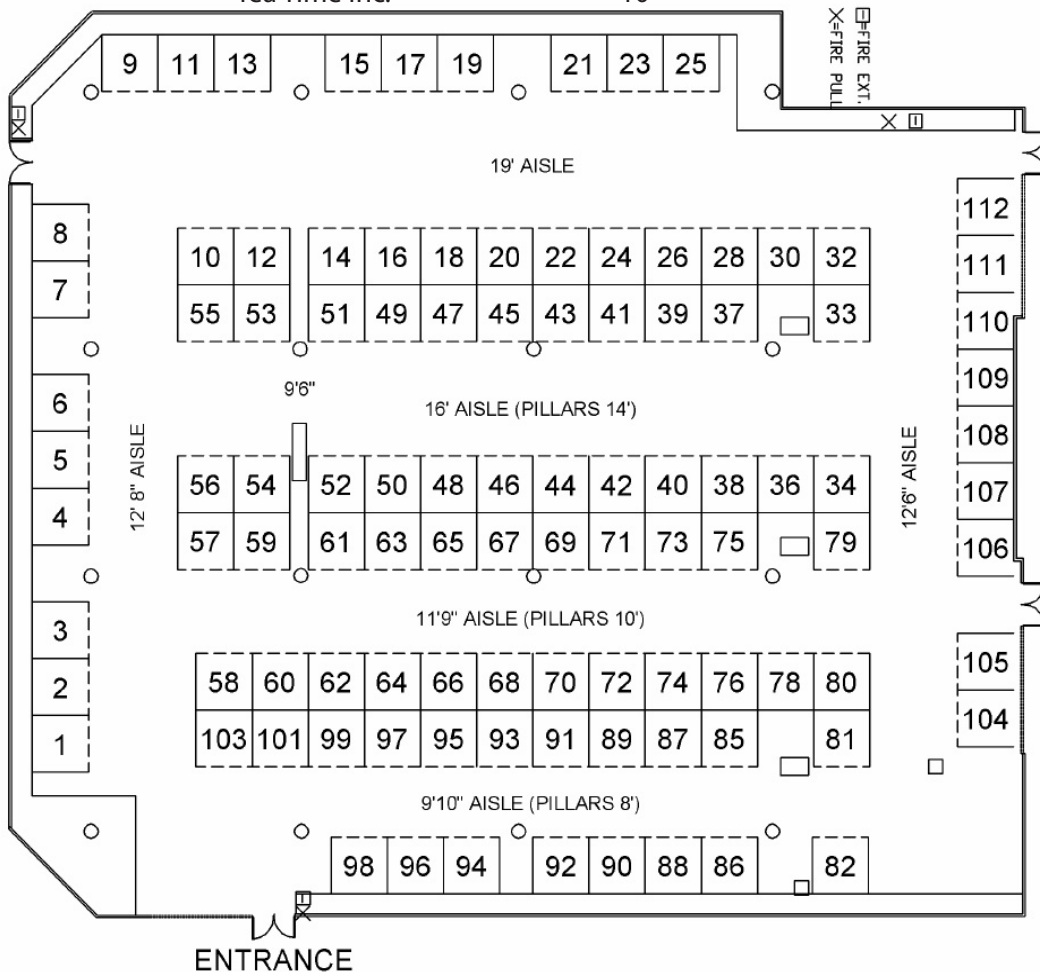 Tea Time Inc. 10
X=FIRE PULL
=FIRE EXT.
9 11 13 15 17 19 21 23 25
19' AISLE
8
7
10 12 14 16 18 20 22 24 26 28 30 32
55 53 51 49 47 45 43 41 39 37 33
112
111
110
109
108
107
106
9'6"
16' AISLE (PILLARS 14')
6
5
4
12' 8" AISLE
12'6" AISLE
56 54 52 50 48 46 44 42 40 38 36 34
57 59 61 63 65 67 69 71 73 75 79
11'9" AISLE (PILLARS 10')
3
2
1
58 60 62 64 66 68 70 72 74 76 78 80
103 101 99 97 95 93 91 89 87 85 81
105
104
9'10" AISLE (PILLARS 8')
98 96 94 92 90 88 86 82
ENTRANCE